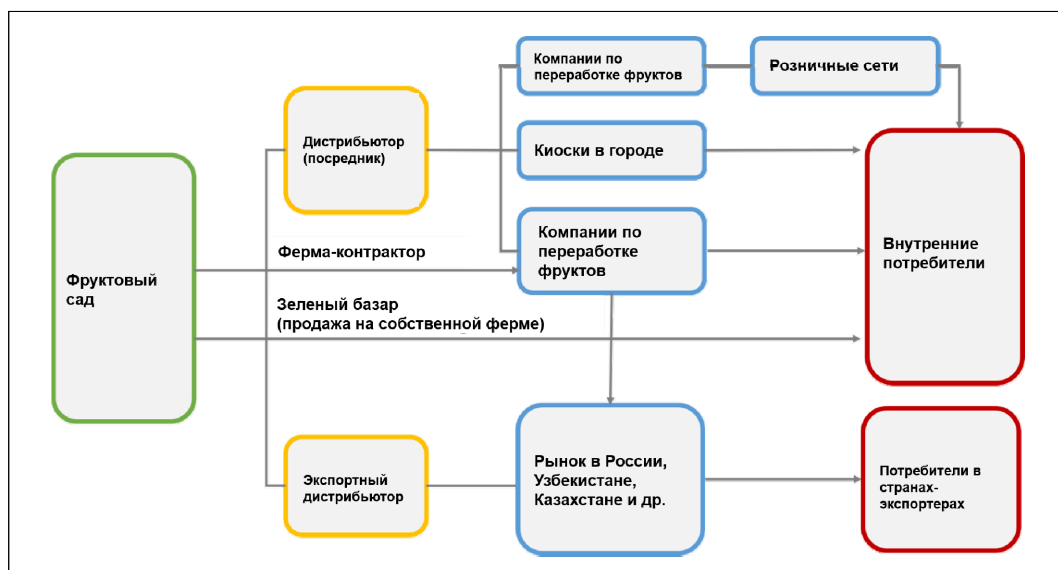 Компании по
переработке фруктов
Розничные сети
Дистрибьютор
(посредник)
Киоски в городе
Ферма-контрактор
Компании по
переработке
фруктов
Внутренние
потребители
Фруктовый
сад
Зеленый базар
(продажа на собственной ферме)
Экспортный
дистрибьютор
Рынок в России,
Узбекистане,
Казахстане и др.
Потребители в
странах-
экспортерах